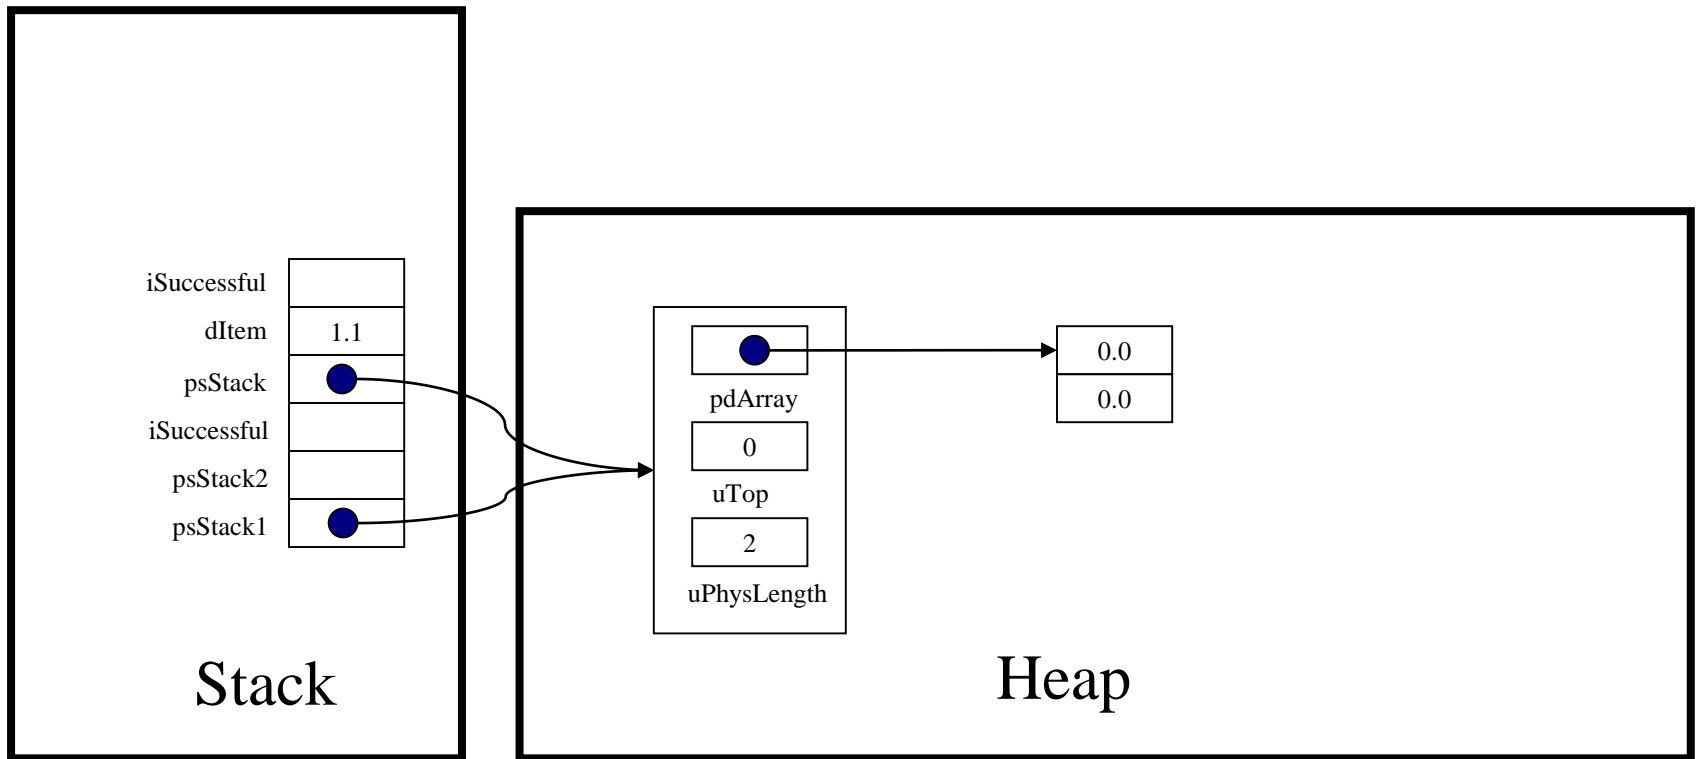 iSuccessful
dItem 1.1
psStack
iSuccessful
psStack2
psStack1
Stack
pdArray
0
uTop
2
uPhysLength
0.0
0.0
Heap